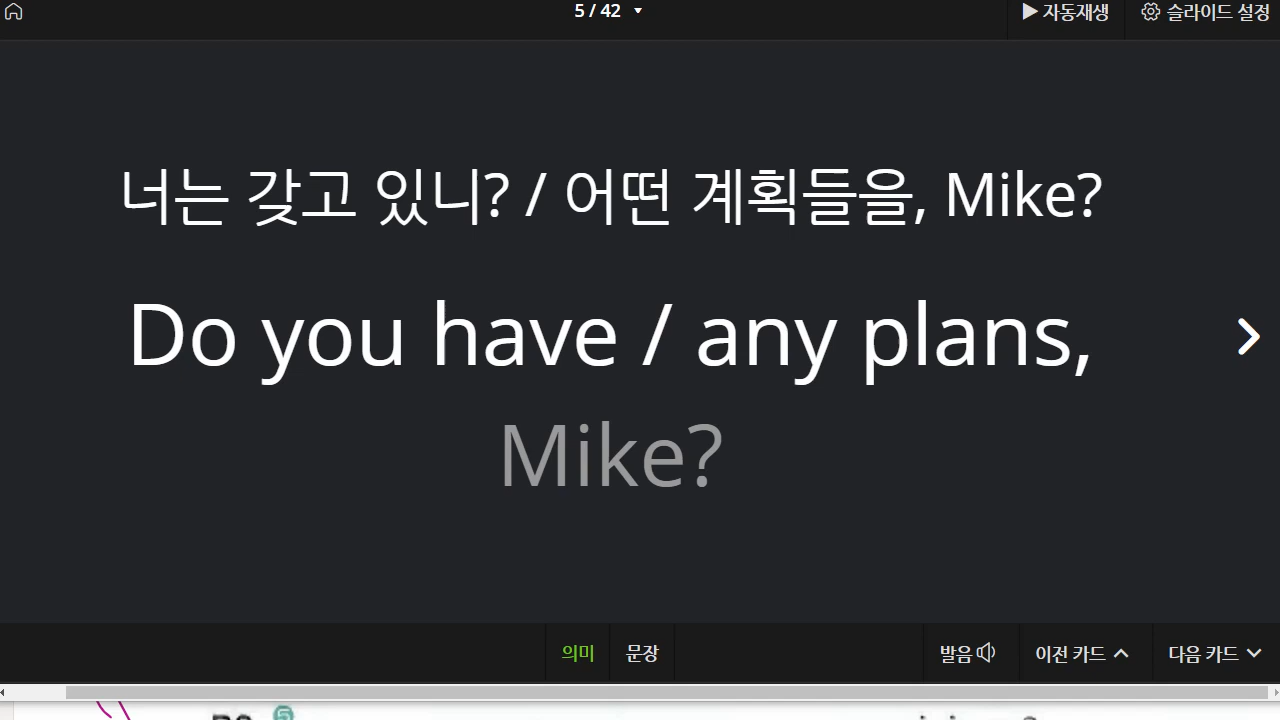 5 / 42
자동재생
슬라이드 설정
너는 갖고 있니? / 어떤 계획들을, Mike?
Do you have / any plans,
Mike?
의미
문장
발음
이전 카드
다음 카드
5